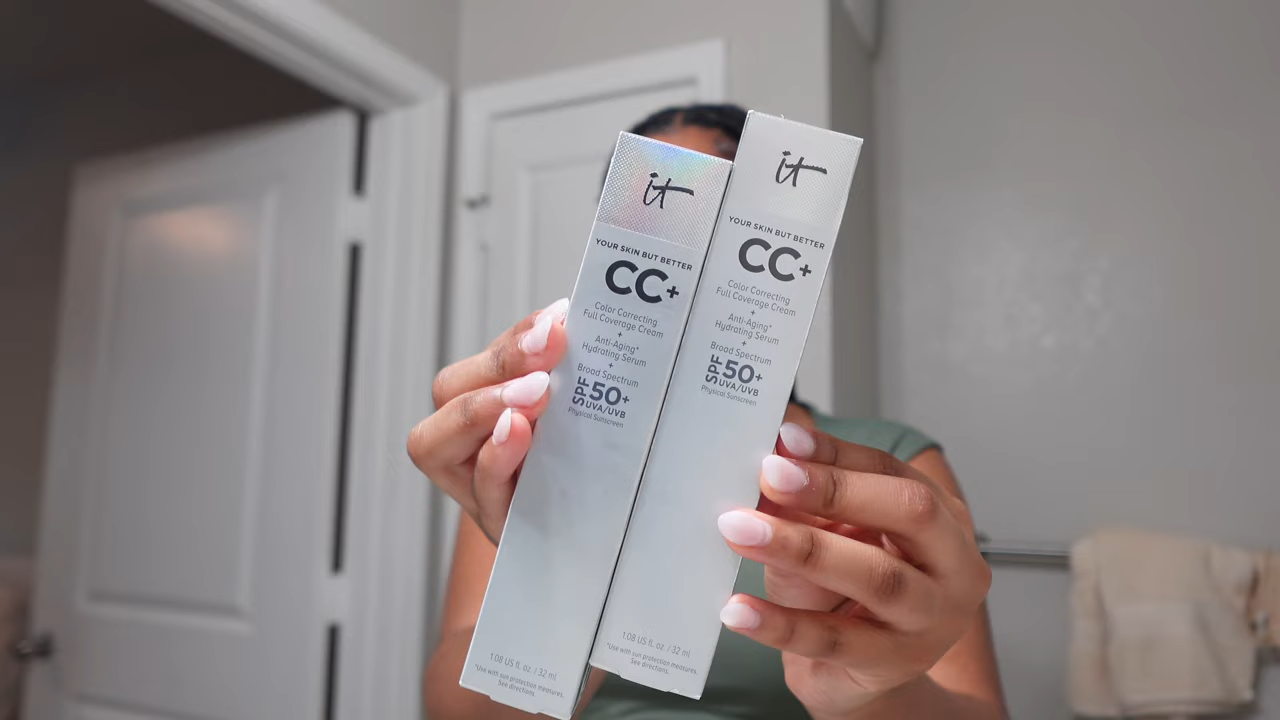 it
YOUR SKIN BUT BETTER
CC+
Color Correcting
Full Coverage Cream
+
Anti-Aging*
Hydrating Serum
+
Broad Spectrum
SPF 50+
UVA/UVB
Physical Sunscreen
1.08 US fl. oz. / 32 ml
*Use with sun protection measures.
See directions.
it
YOUR SKIN BUT BETTER
CC+
Color Correcting
Full Coverage Cream
+
Anti-Aging*
Hydrating Serum
+
Broad Spectrum
SPF 50+
UVA/UVB
Physical Sunscreen
1.08 US fl. oz. / 32 ml
*Use with sun protection measures.
See directions.